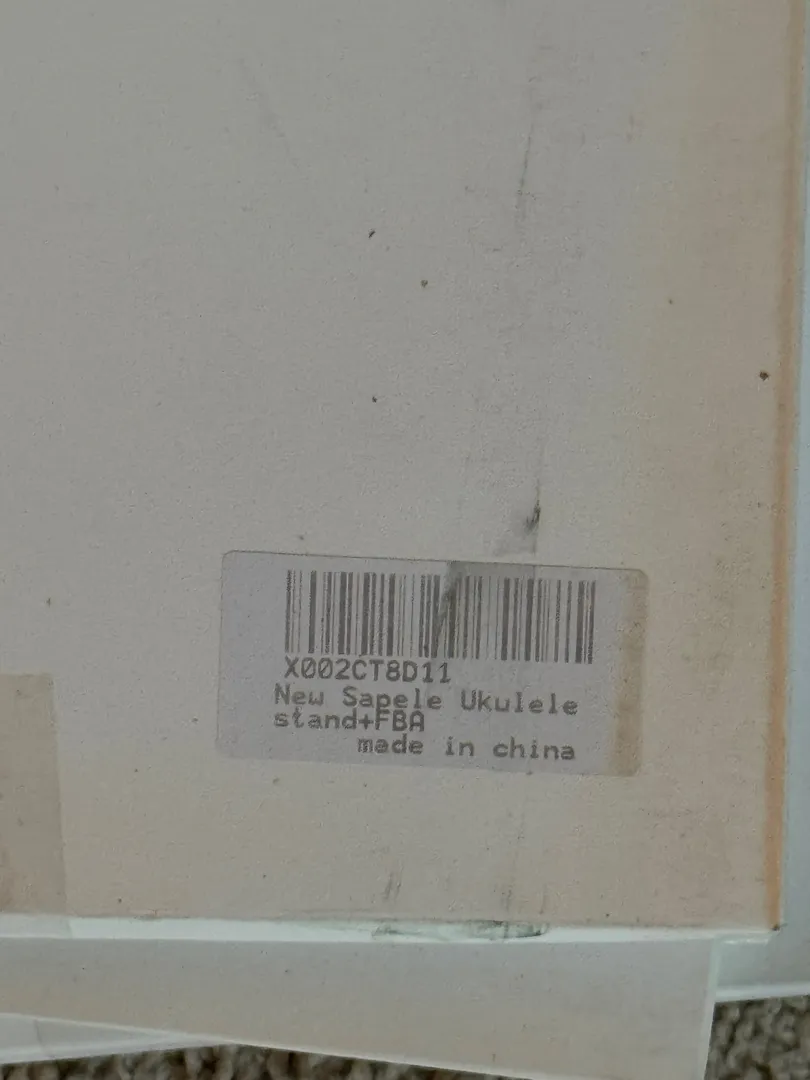 X002CT8D11
New Sapele Ukulele
stand+FBA
made in china